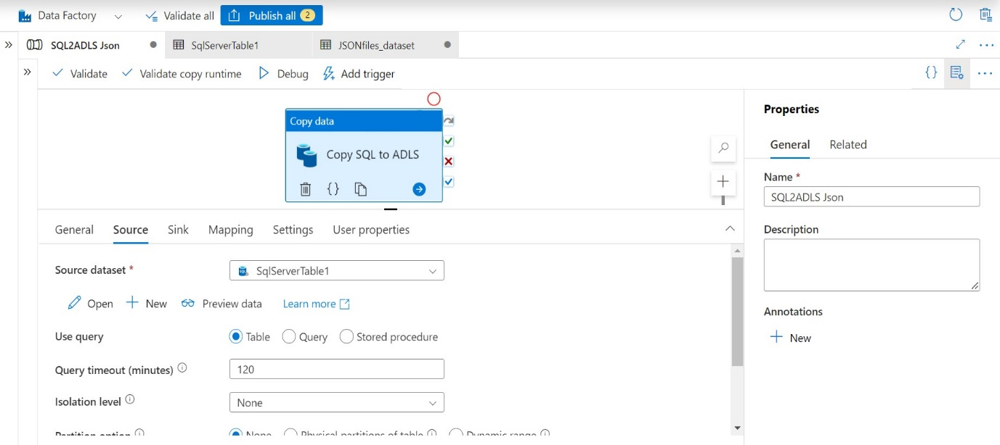 Data Factory Validate all Publish all 2
SQL2ADLS Json SqlServerTable1 JSONfiles_dataset
Validate Validate copy runtime Debug Add trigger {}
Copy data
Copy SQL to ADLS
{}
Properties
General Related
Name *
SQL2ADLS Json
Description
Annotations
New
General Source Sink Mapping Settings User properties
Source dataset * SqlServerTable1
Open New Preview data Learn more
Use query Table Query Stored procedure
Query timeout (minutes) 120
Isolation level None
Partition option None Physical partitions of table Dynamic range